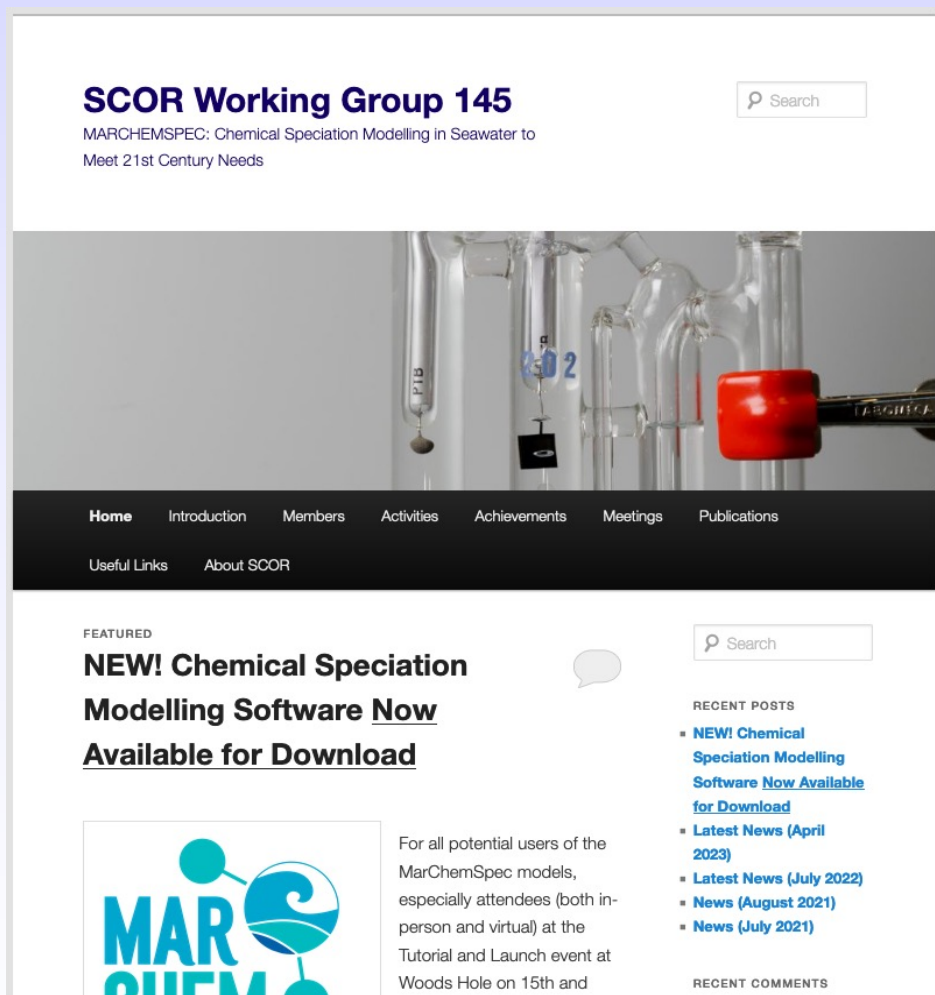 SCOR Working Group 145
Search
MARCHEMSPEC: Chemical Speciation Modelling in Seawater to
Meet 21st Century Needs
PTB
202
Home Introduction Members Activities Achievements Meetings Publications
Useful Links About SCOR
FEATURED
NEW! Chemical Speciation
Modelling Software Now
Available for Download
For all potential users of the
MarChemSpec models,
especially attendees (both in-
person and virtual) at the
Tutorial and Launch event at
Woods Hole on 15th and
MAR
CHEM
Search
RECENT POSTS
NEW! Chemical
Speciation Modelling
Software Now Available
for Download
Latest News (April
2023)
Latest News (July 2022)
News (August 2021)
News (July 2021)
RECENT COMMENTS